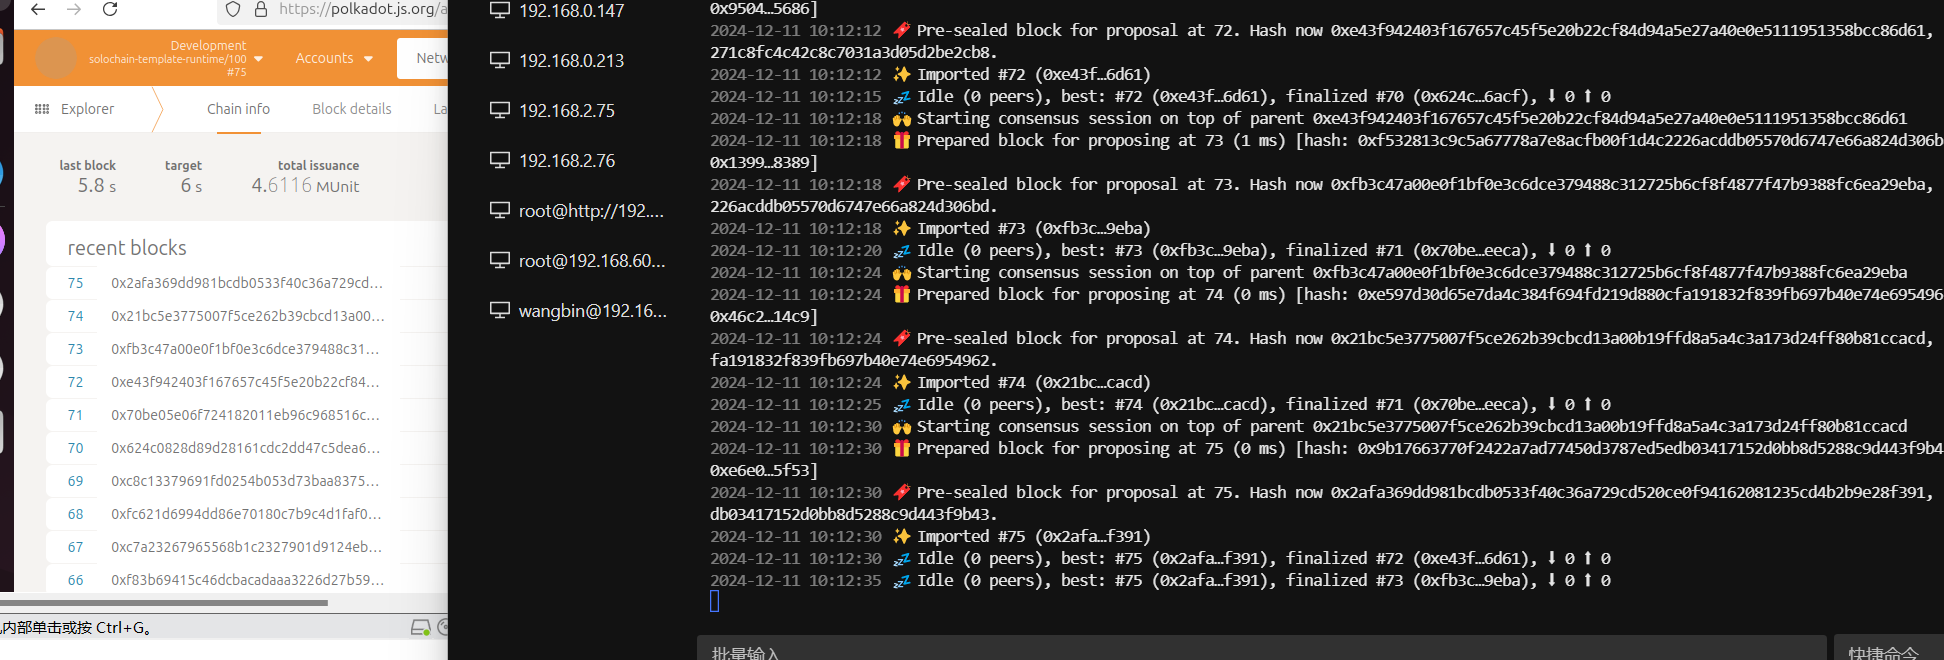 https://polkadot.js.org/a
Development
solochain-template-runtime/100
#75
Accounts
Netw
Explorer
Chain info
Block details
La
last block
5.8 s
target
6 s
total issuance
4.6116 MUnit
recent blocks
75 0x2afa369dd981bcdb0533f40c36a729cd...
74 0x21bc5e3775007f5ce262b39cbcd13a00...
73 0xfb3c47a00e0f1bf0e3c6dce379488c31...
72 0xe43f942403f167657c45f5e20b22cf84...
71 0x70be05e06f724182011eb96c968516c...
70 0x624c0828d89d28161cdc2dd47c5dea6...
69 0xc8c13379691fd0254b053d73baa8375...
68 0xfc621d6994dd86e70180c7b9c4d1faf0...
67 0xc7a23267965568b1c2327901d9124eb...
66 0xf83b69415c46dcbacadaaa3226d27b59...
内部单击或按 Ctrl+G。
192.168.0.147
192.168.0.213
192.168.2.75
192.168.2.76
root@http://192....
root@192.168.60...
wangbin@192.16...
0x9504…5686]
2024-12-11 10:12:12 🧨 Pre-sealed block for proposal at 72. Hash now 0xe43f942403f167657c45f5e20b22cf84d94a5e27a40e0e5111951358bcc86d61,
271c8fc4c42c8c7031a3d05d2be2cb8.
2024-12-11 10:12:12 ✨ Imported #72 (0xe43f…6d61)
2024-12-11 10:12:15 💤 Idle (0 peers), best: #72 (0xe43f…6d61), finalized #70 (0x624c…6acf), ⬇ 0 ⬆ 0
2024-12-11 10:12:18 🙌 Starting consensus session on top of parent 0xe43f942403f167657c45f5e20b22cf84d94a5e27a40e0e5111951358bcc86d61
2024-12-11 10:12:18 🎁 Prepared block for proposing at 73 (1 ms) [hash: 0xf532813c9c5a67778a7e8acfb00f1d4c2226acddb05570d6747e66a824d306b
0x1399…8389]
2024-12-11 10:12:18 🧨 Pre-sealed block for proposal at 73. Hash now 0xfb3c47a00e0f1bf0e3c6dce379488c312725b6cf8f4877f47b9388fc6ea29eba,
226acddb05570d6747e66a824d306bd.
2024-12-11 10:12:18 ✨ Imported #73 (0xfb3c…9eba)
2024-12-11 10:12:20 💤 Idle (0 peers), best: #73 (0xfb3c…9eba), finalized #71 (0x70be…eeca), ⬇ 0 ⬆ 0
2024-12-11 10:12:24 🙌 Starting consensus session on top of parent 0xfb3c47a00e0f1bf0e3c6dce379488c312725b6cf8f4877f47b9388fc6ea29eba
2024-12-11 10:12:24 🎁 Prepared block for proposing at 74 (0 ms) [hash: 0xe597d30d65e7da4c384f694fd219d880cfa191832f839fb697b40e74e695496
0x46c2…14c9]
2024-12-11 10:12:24 🧨 Pre-sealed block for proposal at 74. Hash now 0x21bc5e3775007f5ce262b39cbcd13a00b19ffd8a5a4c3a173d24ff80b81ccacd,
fa191832f839fb697b40e74e6954962.
2024-12-11 10:12:24 ✨ Imported #74 (0x21bc…cacd)
2024-12-11 10:12:25 💤 Idle (0 peers), best: #74 (0x21bc…cacd), finalized #71 (0x70be…eeca), ⬇ 0 ⬆ 0
2024-12-11 10:12:30 🙌 Starting consensus session on top of parent 0x21bc5e3775007f5ce262b39cbcd13a00b19ffd8a5a4c3a173d24ff80b81ccacd
2024-12-11 10:12:30 🎁 Prepared block for proposing at 75 (0 ms) [hash: 0x9b17663770f2422a7ad77450d3787ed5edb03417152d0bb8d5288c9d443f9b4
0xe6e0…5f53]
2024-12-11 10:12:30 🧨 Pre-sealed block for proposal at 75. Hash now 0x2afa369dd981bcdb0533f40c36a729cd520ce0f94162081235cd4b2b9e28f391,
db03417152d0bb8d5288c9d443f9b43.
2024-12-11 10:12:30 ✨ Imported #75 (0x2afa…f391)
2024-12-11 10:12:30 💤 Idle (0 peers), best: #75 (0x2afa…f391), finalized #72 (0xe43f…6d61), ⬇ 0 ⬆ 0
2024-12-11 10:12:35 💤 Idle (0 peers), best: #75 (0x2afa…f391), finalized #73 (0xfb3c…9eba), ⬇ 0 ⬆ 0
批量输入
快捷命令